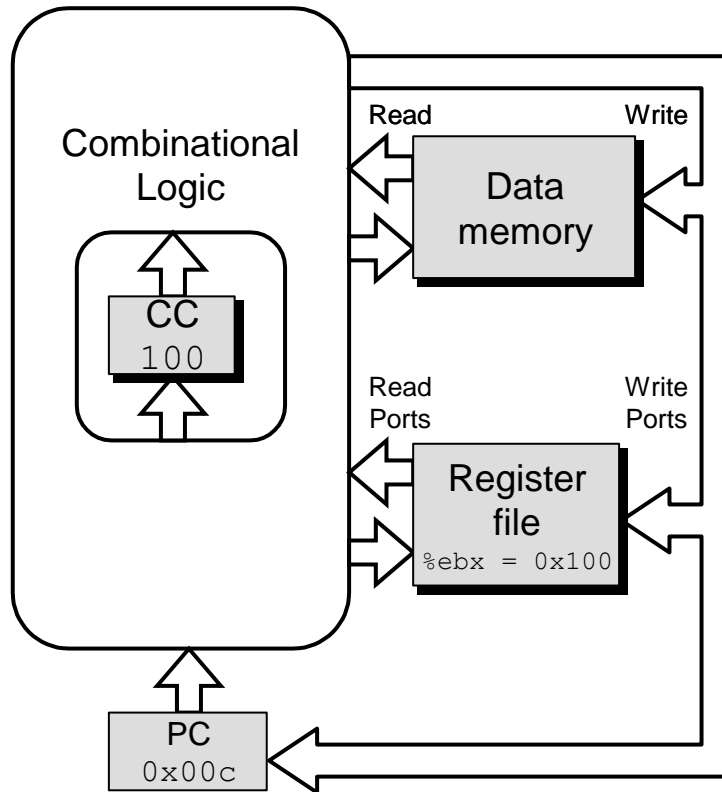 Combinational
Logic
CC
100
Read
Write
Data
memory
Read
Ports
Write
Ports
Register
file
%ebx = 0x100
PC
0x00c